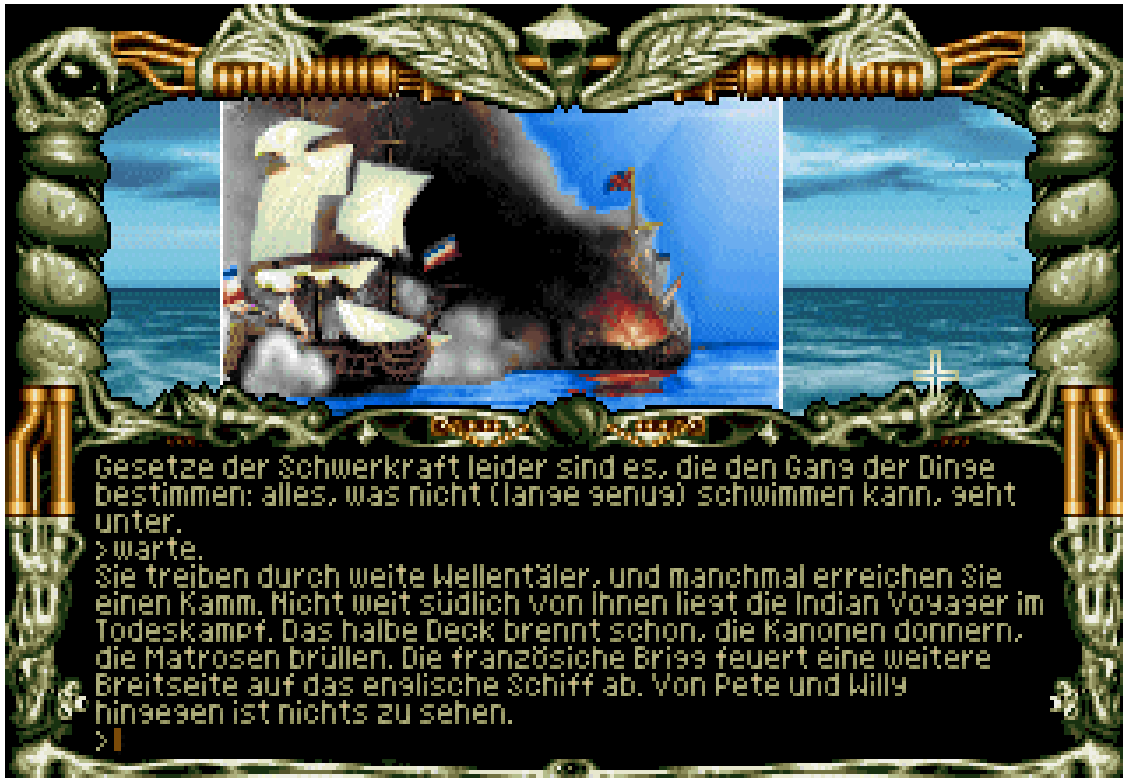 Gesetze der Schwerkraft leider sind es, die den Gang der Dinge
bestimmen: alles, was nicht (lange genug) schwimmen kann, geht
unter.
>warte.
Sie treiben durch weite Wellentäler, und manchmal erreichen Sie
einen Kamm. Nicht weit südlich von Ihnen liegt die Indian Voyager im
Todeskampf. Das halbe Deck brennt schon, die Kanonen donnern,
die Matrosen brüllen. Die französiche Brigg feuert eine weitere
Breitseite auf das englische Schiff ab. Von Pete und Willy
hingegen ist nichts zu sehen.
>